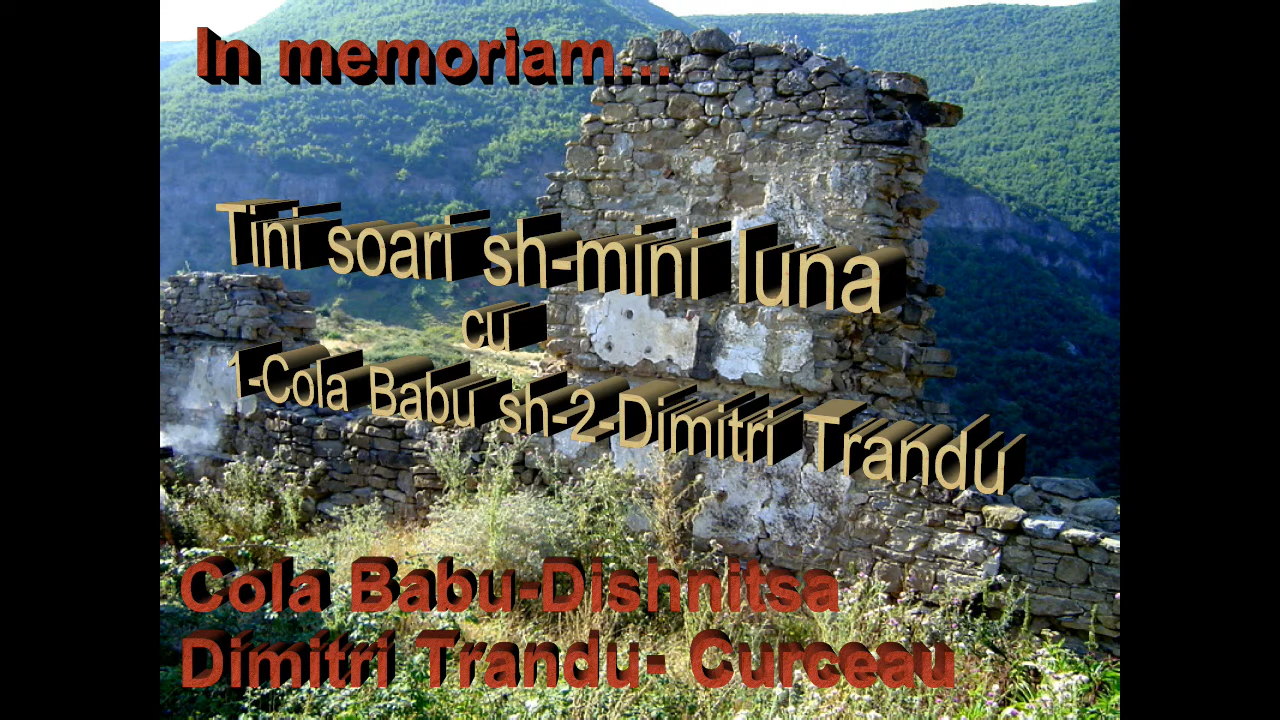 In memoriam...
Tini soari sh-mini luna
cu
1-Cola Babu sh-2-Dimitri Trandu
Cola Babu-Dishnitsa
Dimitri Trandu- Curceau